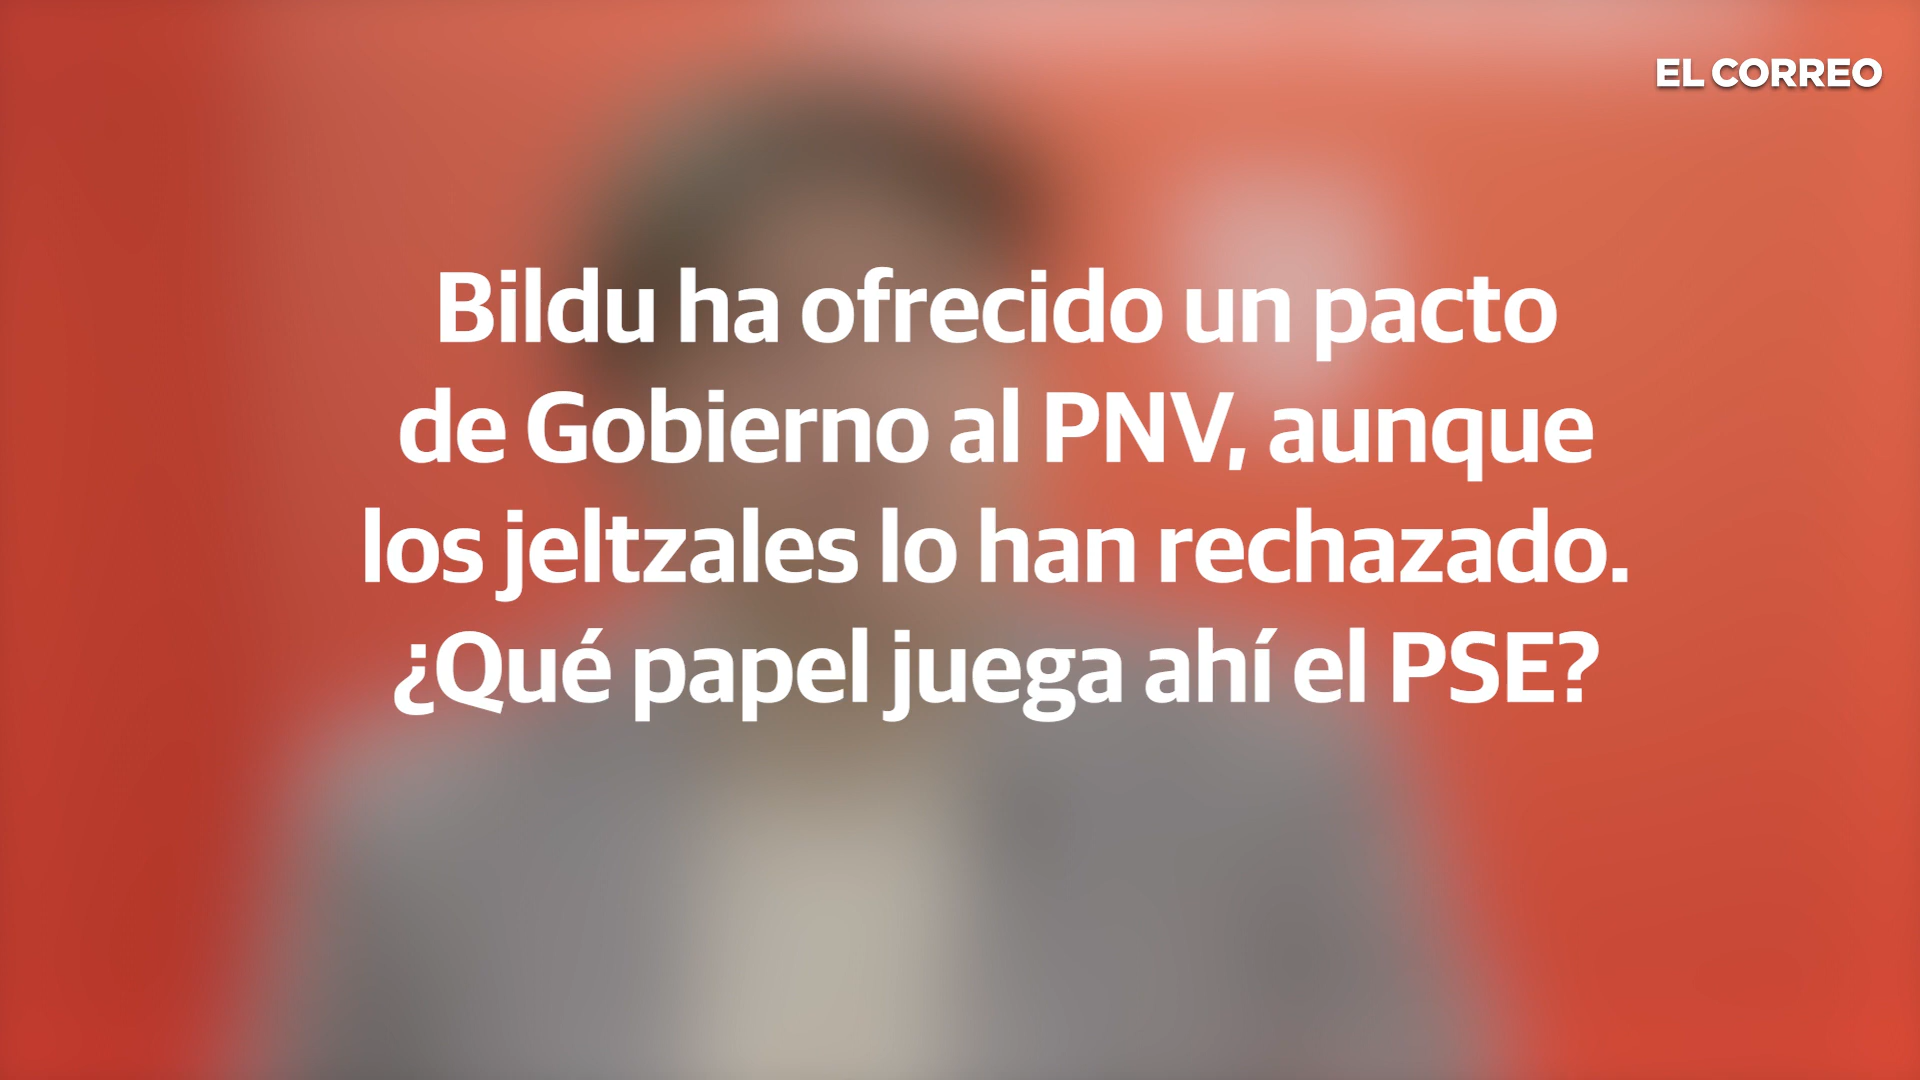 EL CORREO
Bildu ha ofrecido un pacto
de Gobierno al PNV, aunque
los jeltzales lo han rechazado.
¿Qué papel juega ahí el PSE?